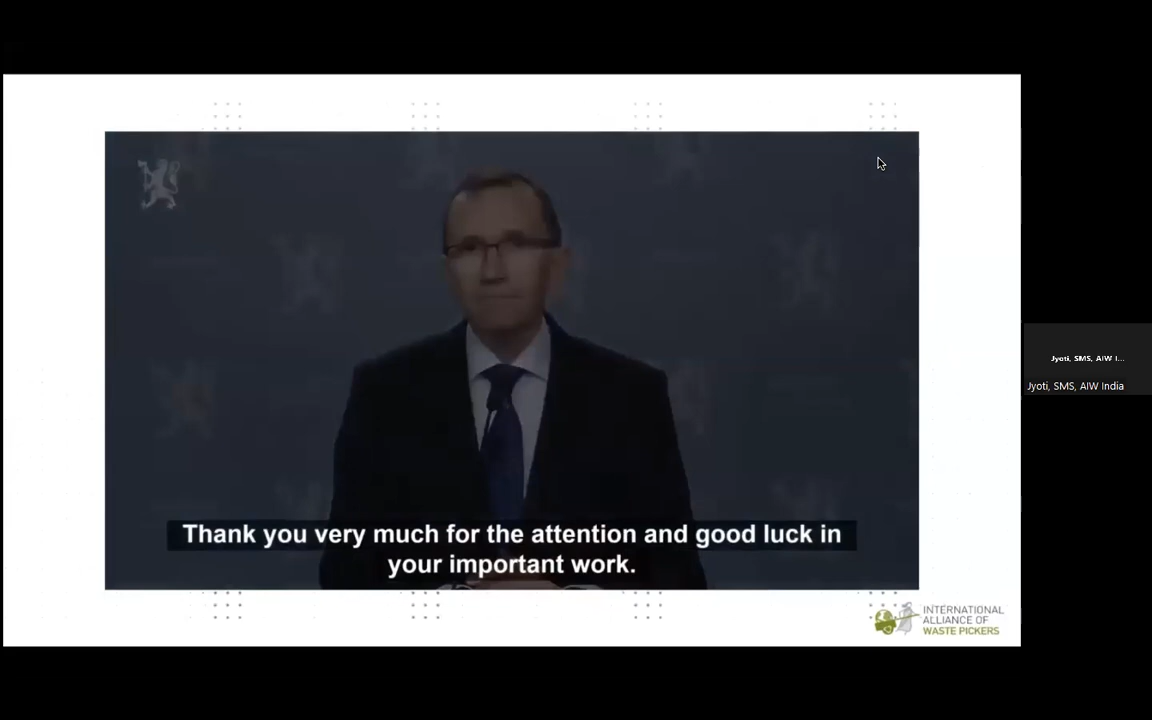 Thank you very much for the attention and good luck in
your important work.
INTERNATIONAL
ALLIANCE OF
WASTE PICKERS
Jyoti, SMS, AIW I...
Jyoti, SMS, AIW India